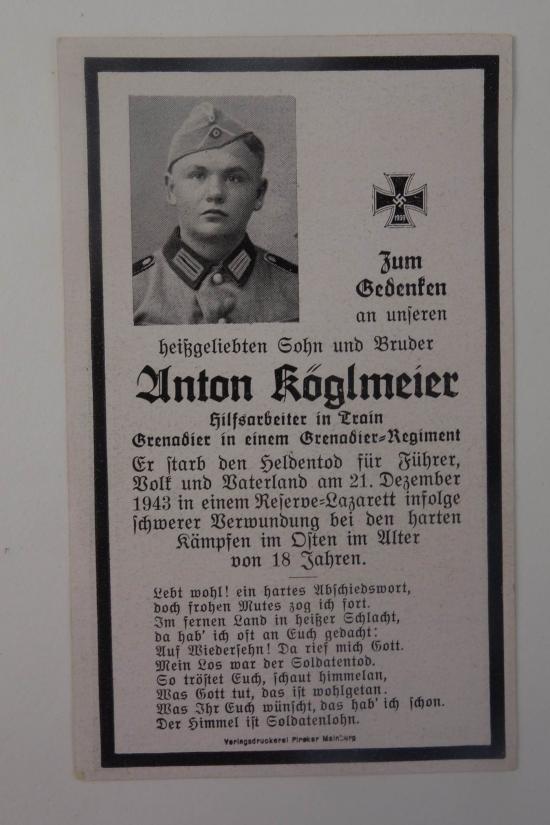 1939
Zum
Gedenken
an unseren
heißgeliebten Sohn und Bruder
Anton Köglmeier
Hilfsarbeiter in Train
Grenadier in einem Grenadier-Regiment
Er starb den Heldentod für Führer,
Volk und Vaterland am 21. Dezember
1943 in einem Reserve-Lazarett infolge
schwerer Verwundung bei den harten
Kämpfen im Osten im Alter
von 18 Jahren.
Lebt wohl! ein hartes Abschiedswort,
doch frohen Mutes zog ich fort.
Im fernen Land in heißer Schlacht,
da hab' ich oft an Euch gedacht:
Auf Wiedersehn! Da rief mich Gott.
Mein Los war der Soldatentod.
So tröstet Euch, schaut himmelan,
Was Gott tut, das ist wohlgetan.
Was Ihr Euch wünscht, das hab' ich schon.
Der Himmel ist Soldatenlohn.
Verlagsdruckerei Pinsker Mainburg